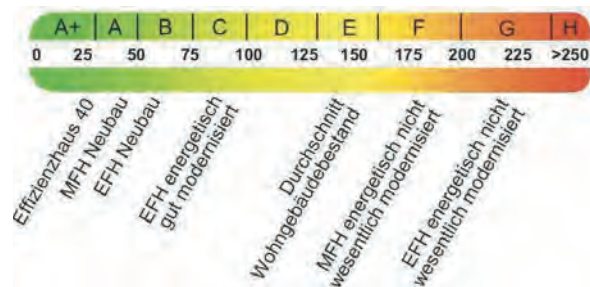 A+ A B C D E F G H
0 25 50 75 100 125 150 175 200 225 >250
Effizienzhaus 40
MFH Neubau
EFH Neubau
EFH energetisch
gut modernisiert
Durchschnitt
Wohngebäudebestand
MFH energetisch nicht
wesentlich modernisiert
EFH energetisch nicht
wesentlich modernisiert